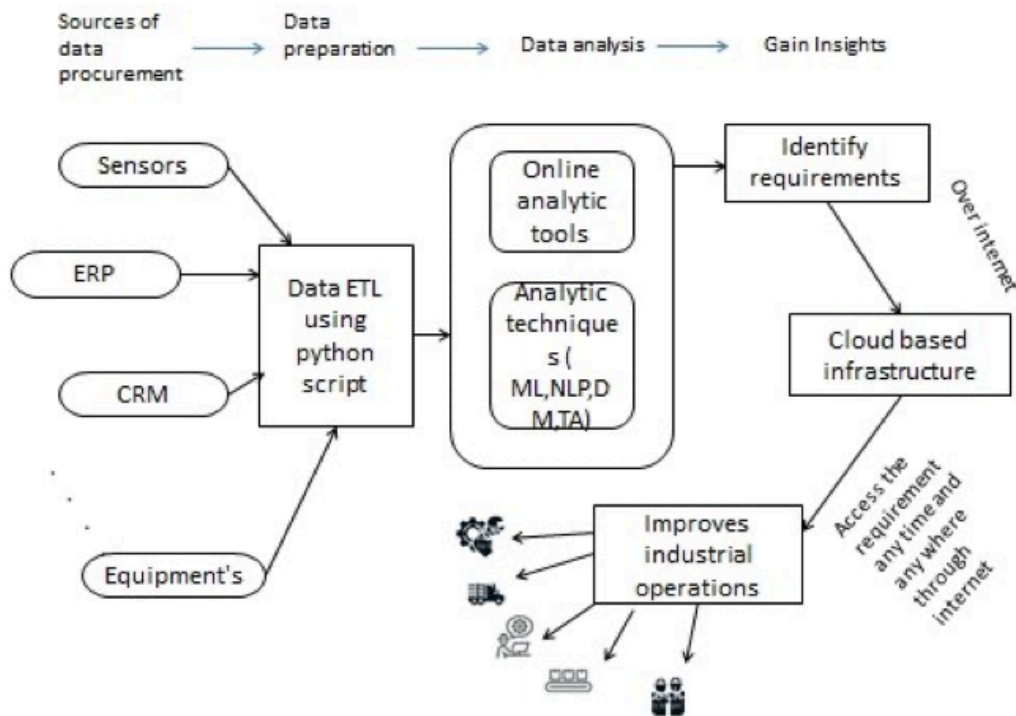 Sources of
data
procurement
Data
preparation
Data analysis
Gain Insights
Sensors
ERP
CRM
Equipment's
Data ETL
using
python
script
Online
analytic
tools
Analytic
technique
s (
ML,NLP,D
M,TA)
Identify
requirements
Over internet
Cloud based
infrastructure
Access the
requirement
any time and
any where
through
internet
Improves
industrial
operations